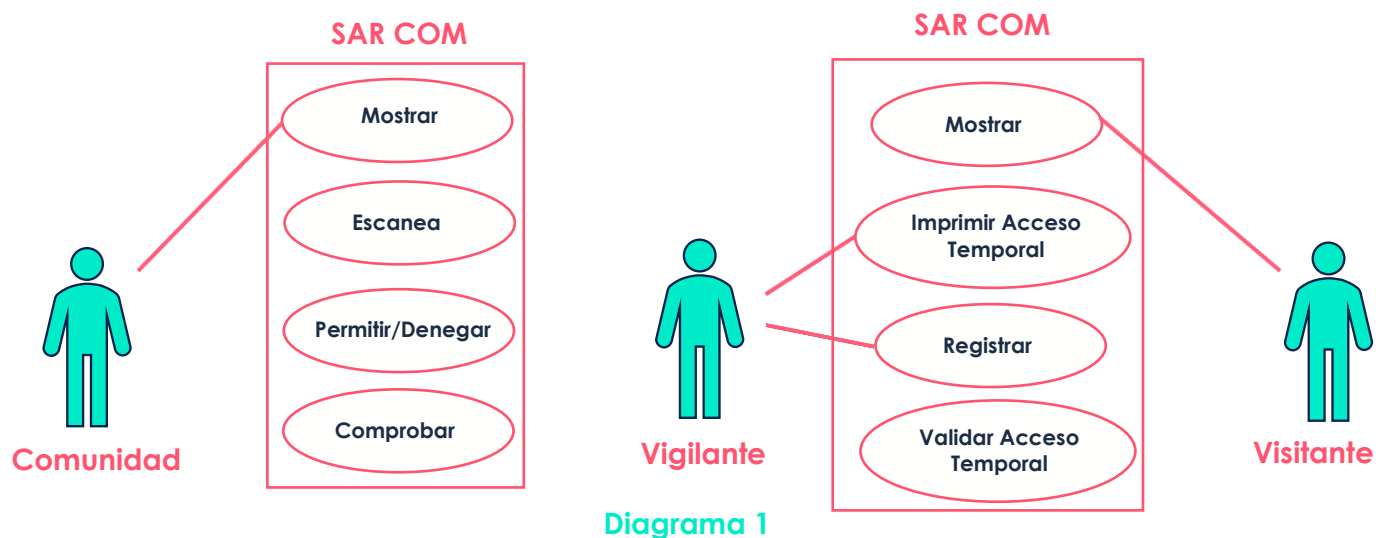 SAR COM
Mostrar
Escanea
Permitir/Denegar
Comprobar
Comunidad
SAR COM
Mostrar
Imprimir Acceso
Temporal
Registrar
Validar Acceso
Temporal
Vigilante
Visitante
Diagrama 1